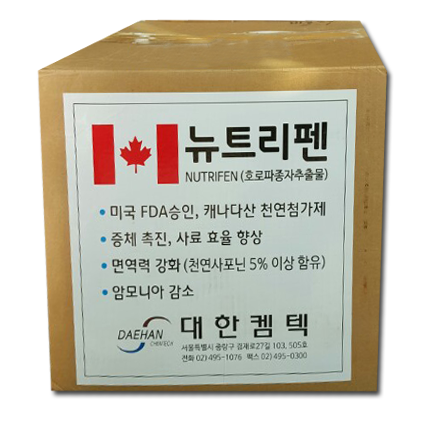 뉴트리펜
NUTRIFEN (호로파종자추출물)
• 미국 FDA승인, 캐나다산 천연첨가제
• 증체 촉진, 사료 효율 향상
• 면역력 강화 (천연사포닌 5% 이상 함유)
• 암모니아 감소
DAEHAN
CHEMTECH
대한켐텍
서울특별시 중랑구 겸재로27길 103, 505호
전화 02) 495-1076 팩스 02) 495-0300